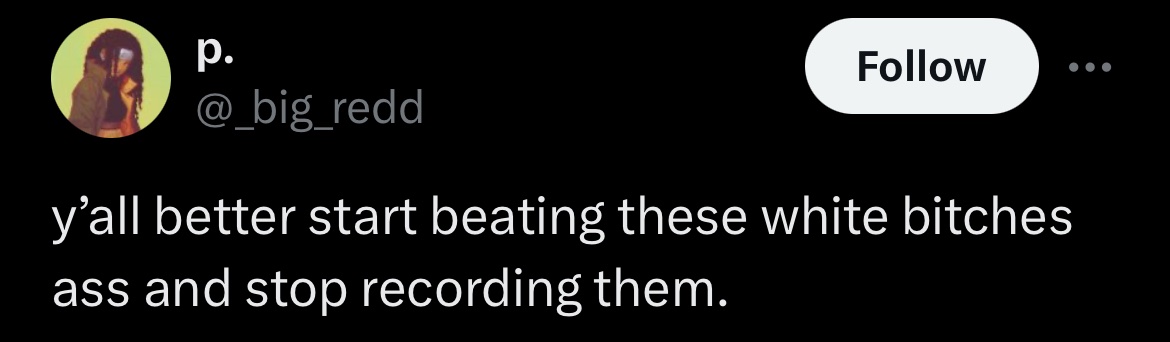 p.
Follow
@_big_redd
y’all better start beating these white bitches
ass and stop recording them.